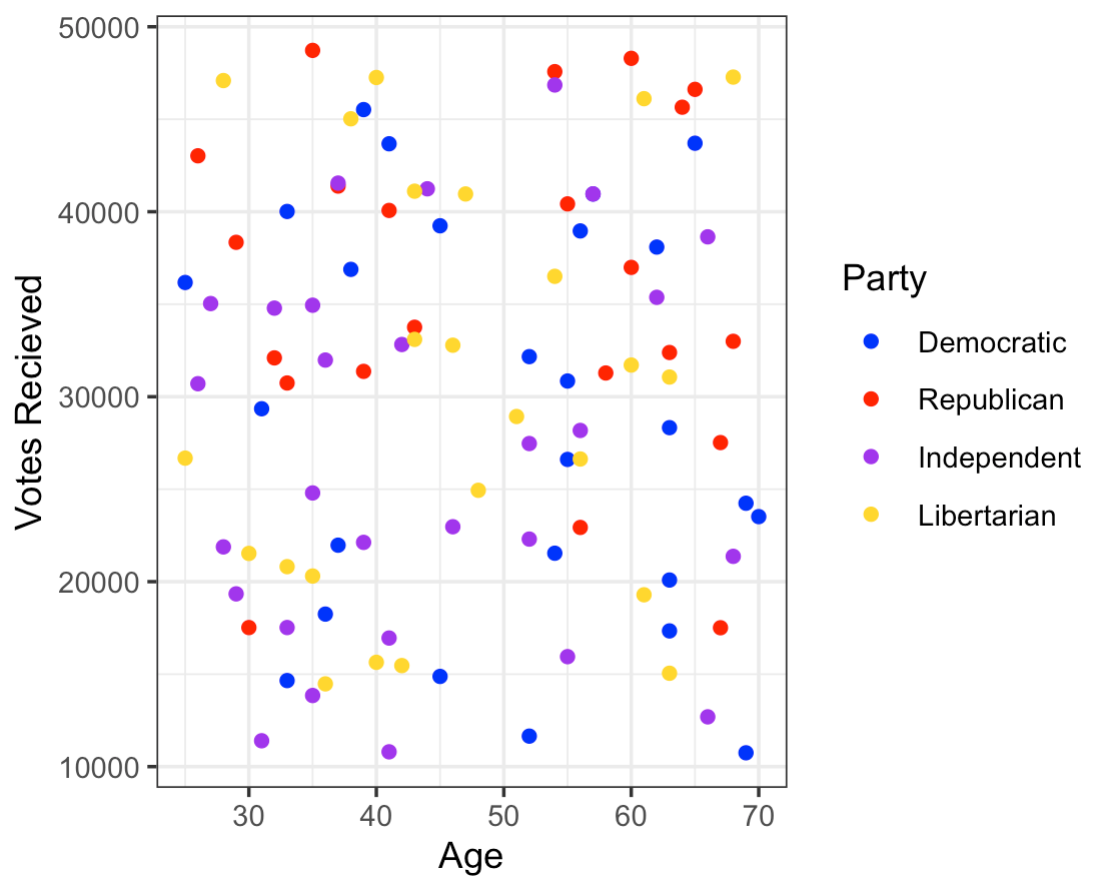 50000
40000
30000
20000
10000
Votes Recieved
30 40 50 60 70
Age
Party
Democratic
Republican
Independent
Libertarian